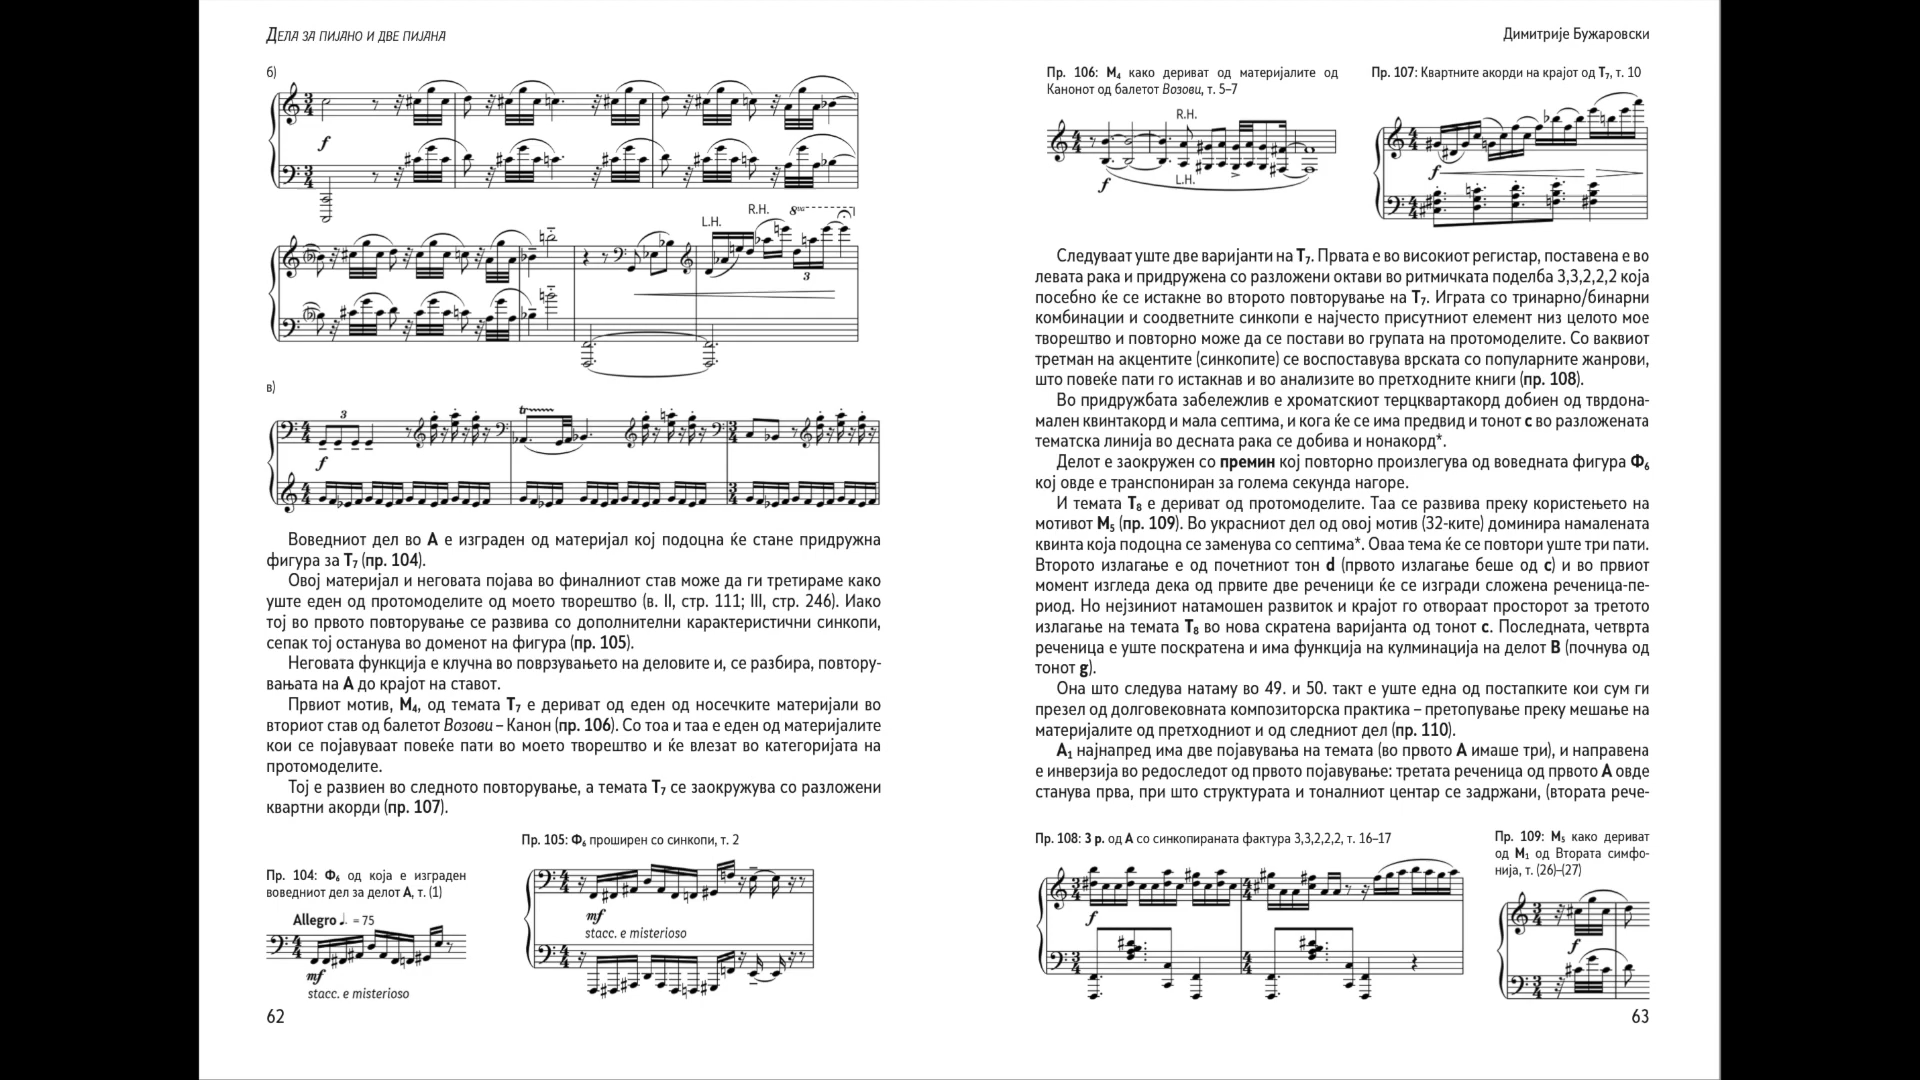 Дела за пијано и две пијана
б)
f
R.H.
8va
L.H.
3
в)
3
tr
f
Воведниот дел во А е изграден од материјал кој подоцна ќе стане придружна
фигура за Т7 (пр. 104).
Овој материјал и неговата појава во финалниот став може да ги третираме како
уште еден од протомоделите од моето творештво (в. II, стр. 111; III, стр. 246). Иако
тој во првото повторување се развива со дополнителни карактеристични синкопи,
сепак тој останува во доменот на фигура (пр. 105).
Неговата функција е клучна во поврзувањето на деловите и, се разбира, повтору-
вањата на А до крајот на ставот.
Првиот мотив, М4, од темата Т7 е дериват од еден од носечките материјали во
вториот став од балетот Возови – Канон (пр. 106). Со тоа и таа е еден од материјалите
кои се појавуваат повеќе пати во моето творештво и ќе влезат во категоријата на
протомоделите.
Тој е развиен во следното повторување, а темата Т7 се заокружува со разложени
квартни акорди (пр. 107).
Пр. 104: Ф6 од која е изграден
воведниот дел за делот А, т. (1)
Allegro ♩. = 75
mf
stacc. e misterioso
Пр. 105: Ф6 проширен со синкопи, т. 2
mf
stacc. e misterioso
62
Димитрије Бужаровски
Пр. 106: М4 како дериват од материјалите од
Канонот од балетот Возови, т. 5–7
R.H.
f
L.H.
Пр. 107: Квартните акорди на крајот од Т7, т. 10
f
Следуваат уште две варијанти на Т7. Првата е во високиот регистар, поставена е во
левата рака и придружена со разложени октави во ритмичката поделба 3,3,2,2,2 која
посебно ќе се истакне во второто повторување на Т7. Играта со тринарно/бинарни
комбинации и соодветните синкопи е најчесто присутниот елемент низ целото мое
творештво и повторно може да се постави во групата на протомоделите. Со ваквиот
третман на акцентите (синкопите) се воспоставува врската со популарните жанрови,
што повеќе пати го истакнав и во анализите во претходните книги (пр. 108).
Во придружбата забележлив е хроматскиот терцквартакорд добиен од тврдона-
мален квинтакорд и мала септима, и кога ќе се има предвид и тонот c во разложената
тематска линија во десната рака се добива и нонакорд*.
Делот е заокружен со премин кој повторно произлегува од воведната фигура Ф6
кој овде е транспониран за голема секунда нагоре.
И темата Т8 е дериват од протомоделите. Таа се развива преку користењето на
мотивот М5 (пр. 109). Во украсниот дел од овој мотив (32-ките) доминира намалената
квинта која подоцна се заменува со септима*. Оваа тема ќе се повтори уште три пати.
Второто излагање е од почетниот тон d (првото излагање беше од c) и во првиот
момент изгледа дека од првите две реченици ќе се изгради сложена реченица-пе-
риод. Но нејзиниот натамошен развиток и крајот го отвораат просторот за третото
излагање на темата Т8 во нова скратена варијанта од тонот c. Последната, четврта
реченица е уште поскратена и има функција на кулминација на делот В (почнува од
тонот g).
Она што следува натаму во 49. и 50. такт е уште една од постапките кои сум ги
презел од долговековната композиторска практика – претопување преку мешање на
материјалите од претходниот и од следниот дел (пр. 110).
А1 најнапред има две појавувања на темата (во првото А имаше три), и направена
е инверзија во редоследот од првото појавување: третата реченица од првото А овде
станува прва, при што структурата и тоналниот центар се задржани, (втората рече-
Пр. 108: 3 р. од А со синкопираната фактура 3,3,2,2,2, т. 16–17
f
Пр. 109: М5 како дериват
од М1 од Втората симфо-
нија, т. (26)–(27)
f
63